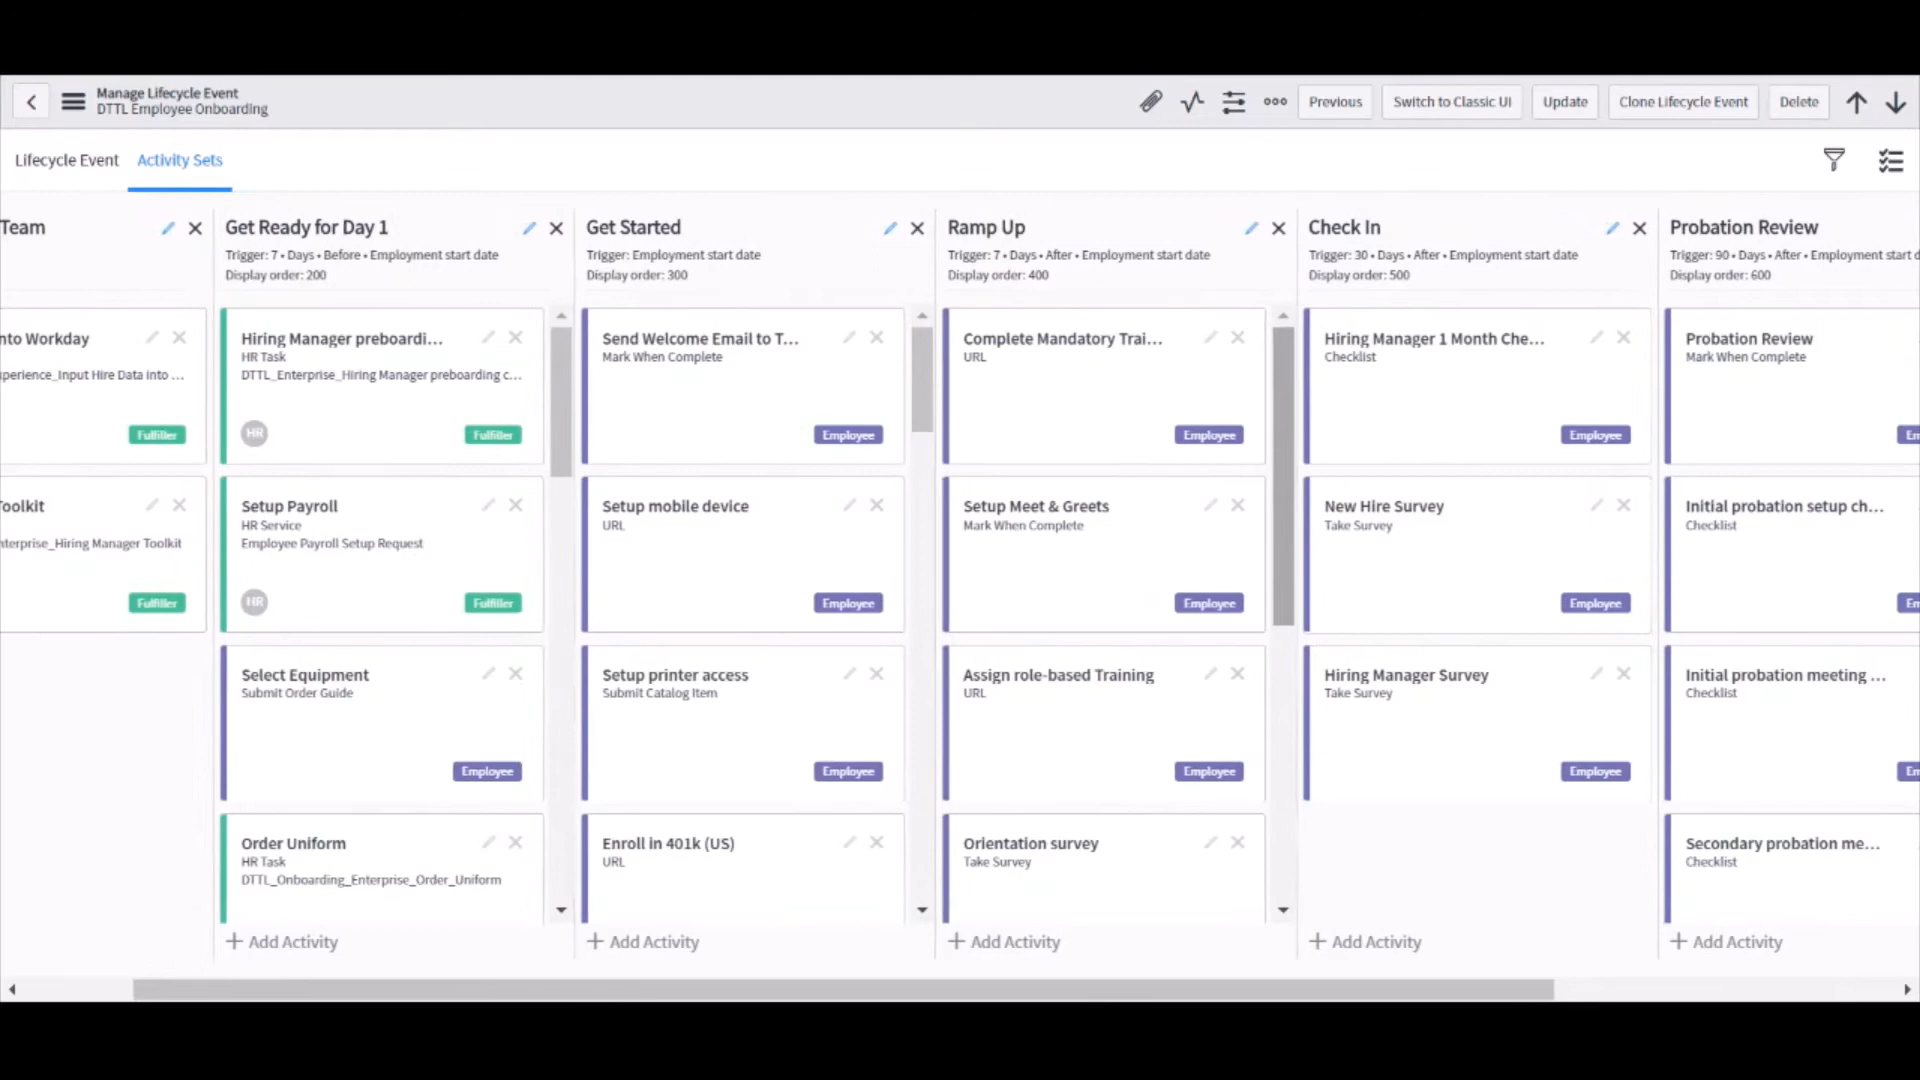 Manage Lifecycle Event
DTTL Employee Onboarding
Previous
Switch to Classic UI
Update
Clone Lifecycle Event
Delete
Lifecycle Event
Activity Sets
Team
nto Workday
perience_Input Hire Data into ...
Fulfiller
Toolkit
nterprise_Hiring Manager Toolkit
Fulfiller
Get Ready for Day 1
Trigger: 7 • Days • Before • Employment start date
Display order: 200
Hiring Manager preboardi...
HR Task
DTTL_Enterprise_Hiring Manager preboarding c...
HR
Fulfiller
Setup Payroll
HR Service
Employee Payroll Setup Request
HR
Fulfiller
Select Equipment
Submit Order Guide
Employee
Order Uniform
HR Task
DTTL_Onboarding_Enterprise_Order_Uniform
+ Add Activity
Get Started
Trigger: Employment start date
Display order: 300
Send Welcome Email to T...
Mark When Complete
Employee
Setup mobile device
URL
Employee
Setup printer access
Submit Catalog Item
Employee
Enroll in 401k (US)
URL
+ Add Activity
Ramp Up
Trigger: 7 • Days • After • Employment start date
Display order: 400
Complete Mandatory Trai...
URL
Employee
Setup Meet & Greets
Mark When Complete
Employee
Assign role-based Training
URL
Employee
Orientation survey
Take Survey
+ Add Activity
Check In
Trigger: 30 • Days • After • Employment start date
Display order: 500
Hiring Manager 1 Month Che...
Checklist
Employee
New Hire Survey
Take Survey
Employee
Hiring Manager Survey
Take Survey
Employee
+ Add Activity
Probation Review
Trigger: 90 • Days • After • Employment start d
Display order: 600
Probation Review
Mark When Complete
Em
Initial probation setup ch...
Checklist
Em
Initial probation meeting ...
Checklist
Em
Secondary probation me...
Checklist
+ Add Activity